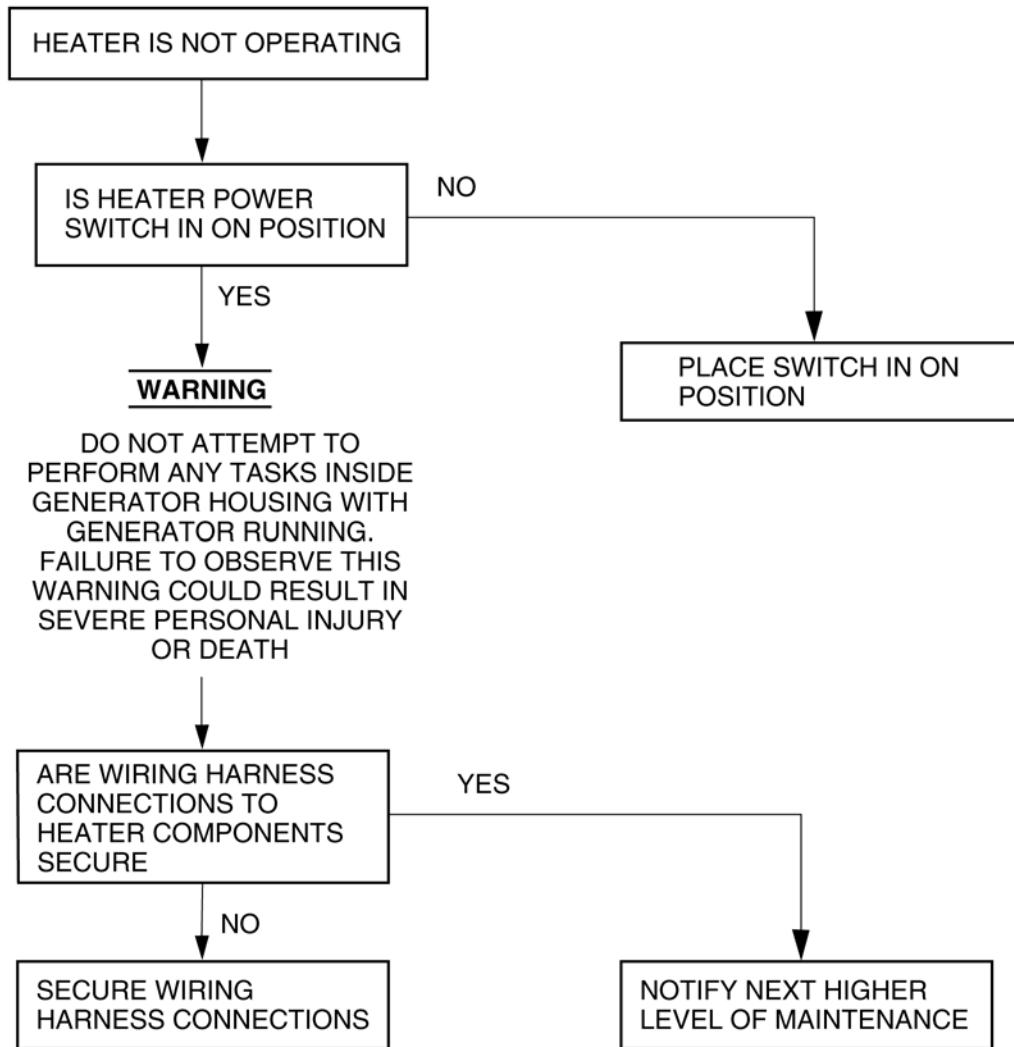 HEATER IS NOT OPERATING
IS HEATER POWER
SWITCH IN ON POSITION
NO
YES
PLACE SWITCH IN ON
POSITION
WARNING
DO NOT ATTEMPT TO
PERFORM ANY TASKS INSIDE
GENERATOR HOUSING WITH
GENERATOR RUNNING.
FAILURE TO OBSERVE THIS
WARNING COULD RESULT IN
SEVERE PERSONAL INJURY
OR DEATH
ARE WIRING HARNESS
CONNECTIONS TO
HEATER COMPONENTS
SECURE
YES
NO
SECURE WIRING
HARNESS CONNECTIONS
NOTIFY NEXT HIGHER
LEVEL OF MAINTENANCE